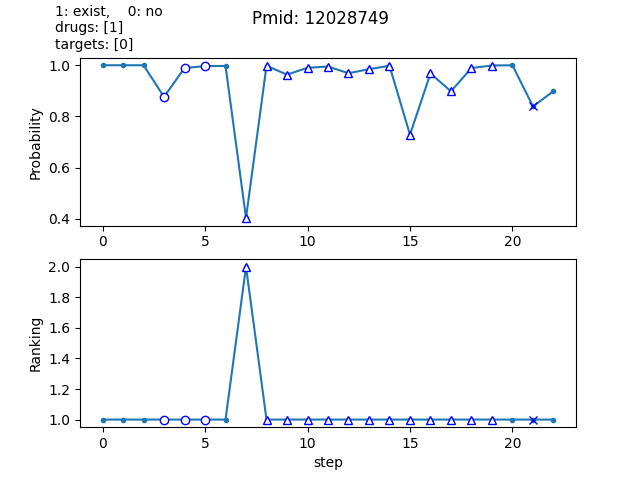 1: exist,    0: no
drugs: [1]
targets: [0]
Pmid: 12028749
Probability
1.0
0.8
0.6
0.4
0 5 10 15 20
Ranking
2.0
1.8
1.6
1.4
1.2
1.0
0 5 10 15 20
step